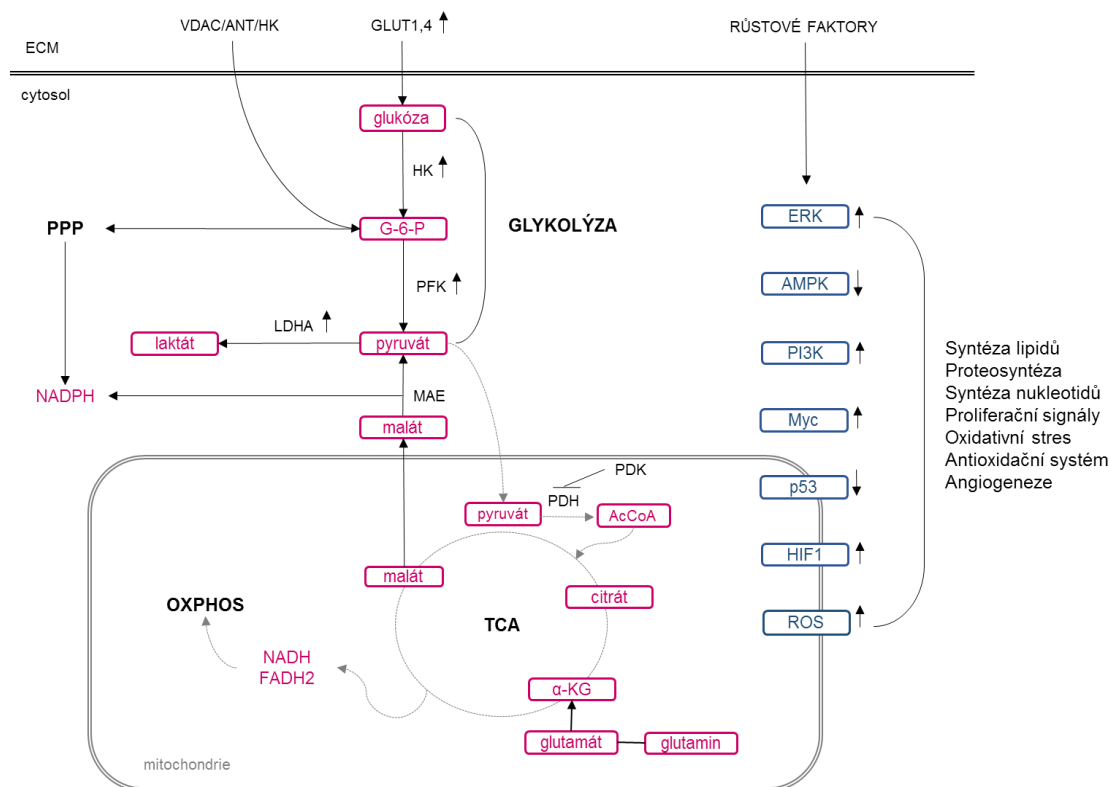 VDAC/ANT/HK
GLUT1,4
RŮSTOVÉ FAKTORY
ECM
cytosol
glukóza
HK
PPP
G-6-P
GLYKOLÝZA
ERK
PFK
AMPK
LDHA
laktát
pyruvát
PI3K
Syntéza lipidů
Proteosyntéza
Syntéza nukleotidů
Proliferační signály
Oxidativní stres
Antioxidační systém
Angiogeneze
NADPH
MAE
malát
Myc
PDK
PDH
pyruvát
AcCoA
p53
malát
citrát
HIF1
OXPHOS
TCA
ROS
NADH
FADH2
α-KG
glutamát
glutamin
mitochondrie